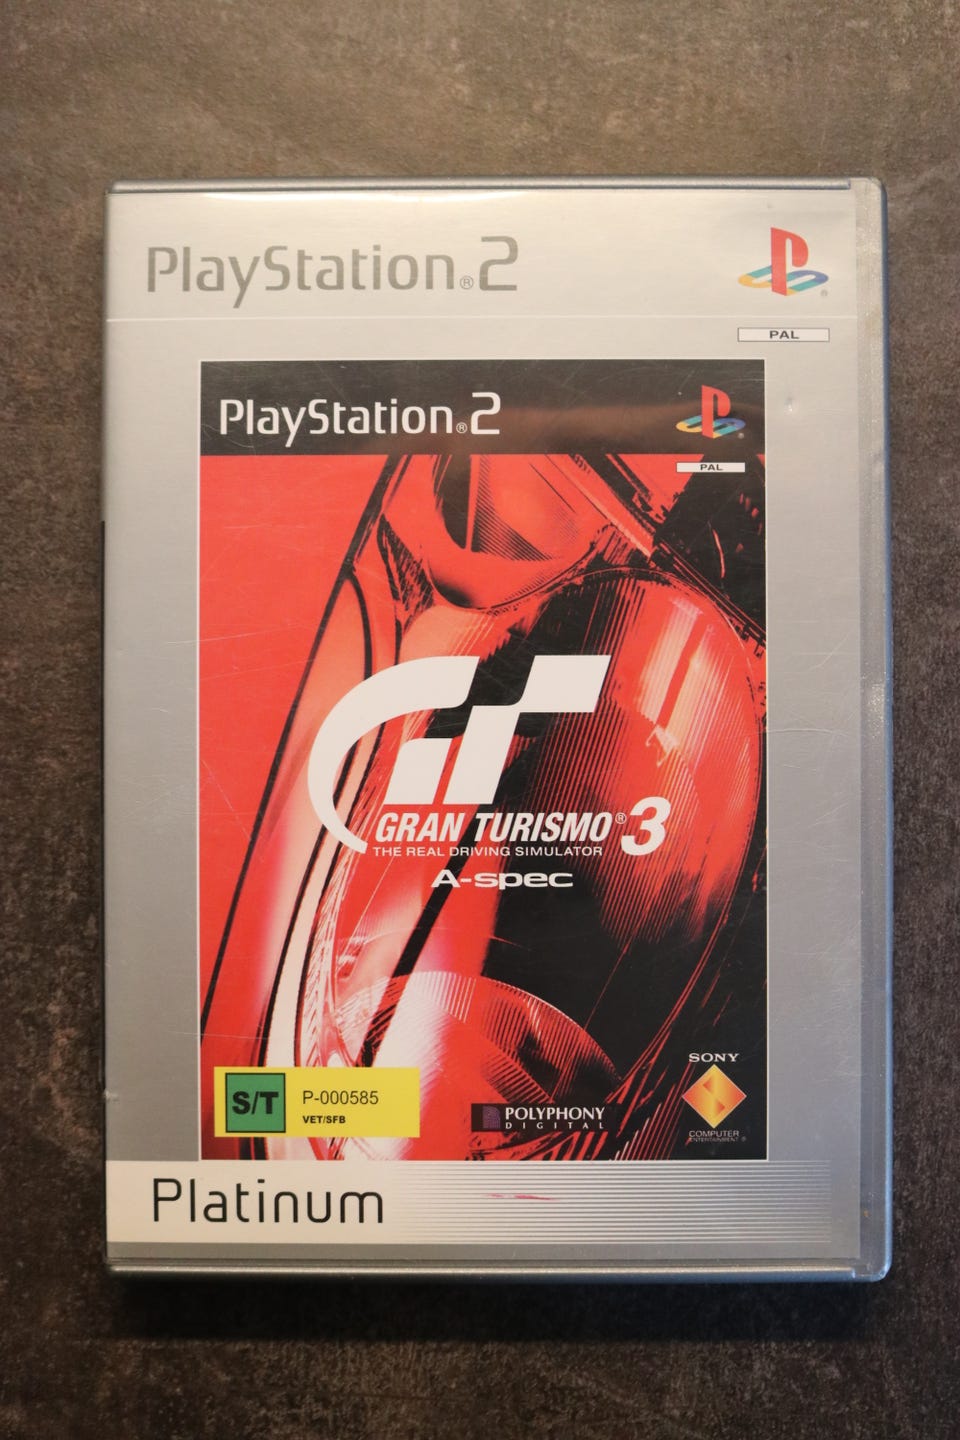 PlayStation®2
PAL
PlayStation®2
PAL
GRAN TURISMO®3
THE REAL DRIVING SIMULATOR
A-spec
S/T
P-000585
VET/SFB
POLYPHONY
DIGITAL
SONY
COMPUTER
ENTERTAINMENT®
Platinum